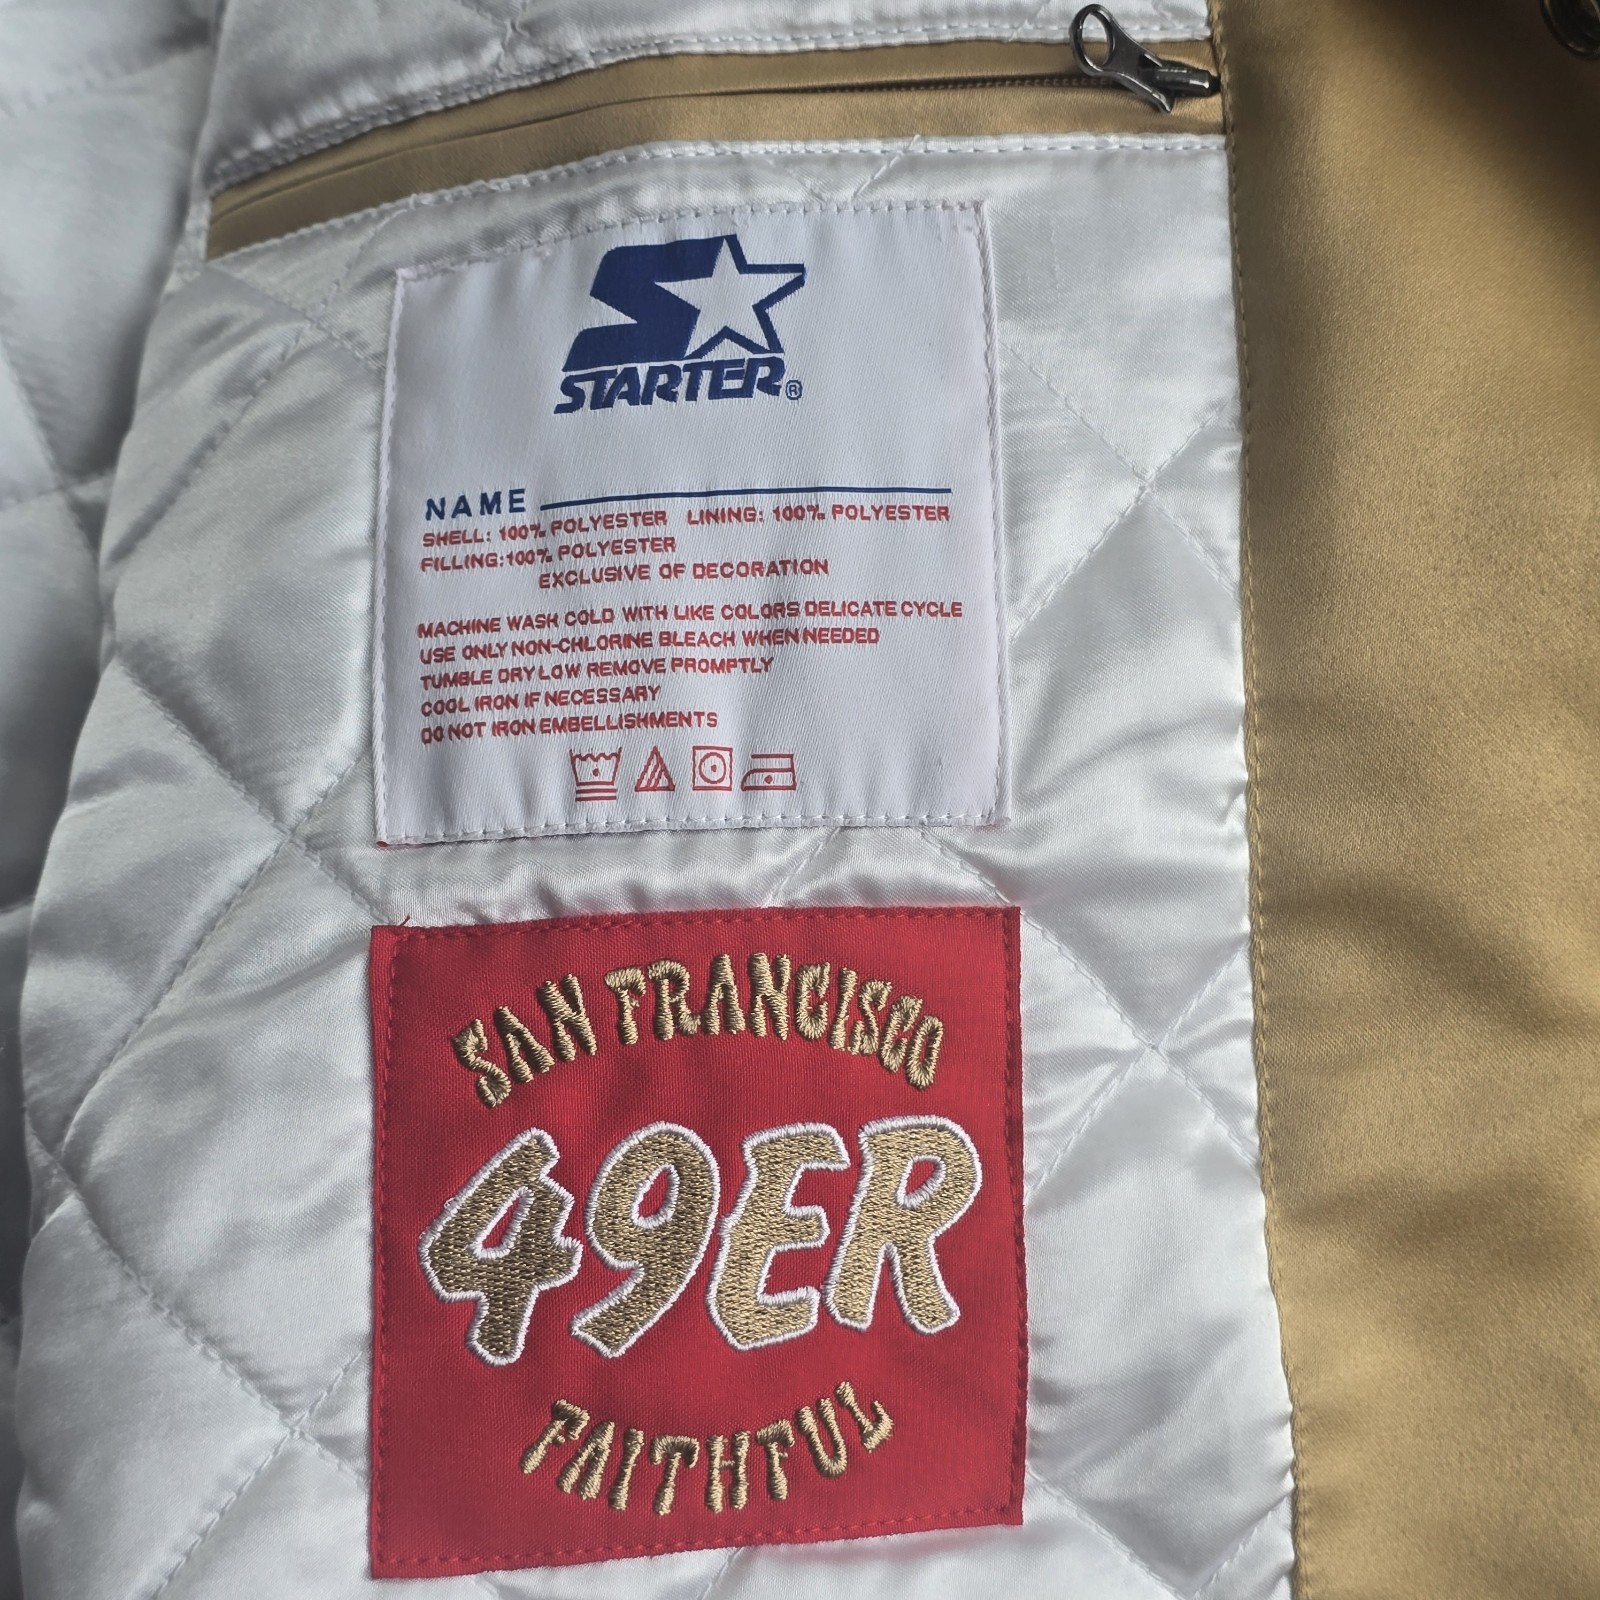 STARTER®
NAME
SHELL: 100% POLYESTER LINING: 100% POLYESTER
FILLING:100% POLYESTER
EXCLUSIVE OF DECORATION
MACHINE WASH COLD WITH LIKE COLORS DELICATE CYCLE
USE ONLY NON-CHLORINE BLEACH WHEN NEEDED
TUMBLE DRY LOW REMOVE PROMPTLY
COOL IRON IF NECESSARY
DO NOT IRON EMBELLISHMENTS
SAN FRANCISCO
49ER
FAITHFUL